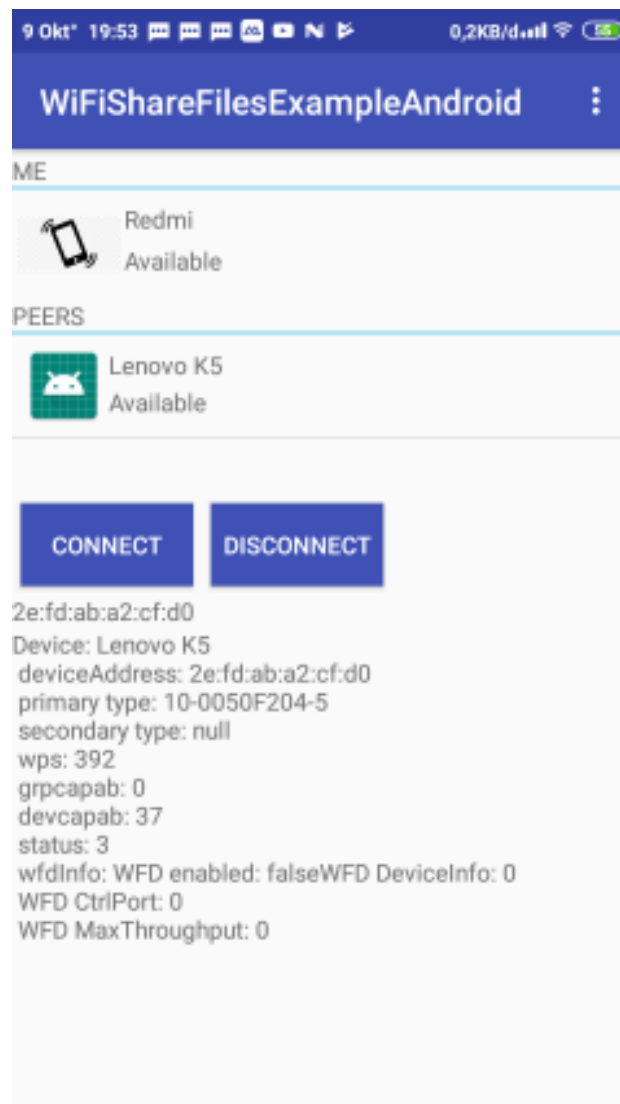 9 Okt* 19:53 0,2KB/d
WiFiShareFilesExampleAndroid
ME
Redmi
Available
PEERS
Lenovo K5
Available
CONNECT DISCONNECT
2e:fd:ab:a2:cf:d0
Device: Lenovo K5
deviceAddress: 2e:fd:ab:a2:cf:d0
primary type: 10-0050F204-5
secondary type: null
wps: 392
grpcapab: 0
devcapab: 37
status: 3
wfdInfo: WFD enabled: falseWFD DeviceInfo: 0
WFD CtrlPort: 0
WFD MaxThroughput: 0